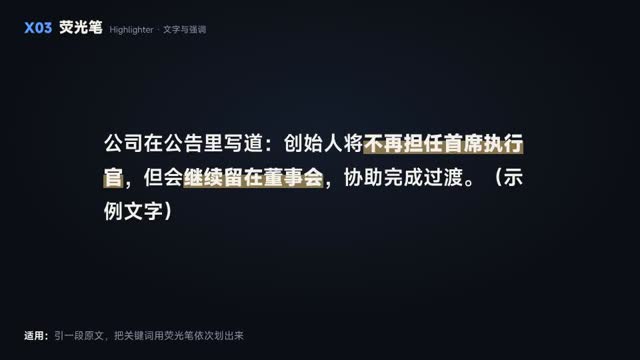 X03 荧光笔 Highlighter · 文字与强调
公司在公告里写道：创始人将不再担任首席执行
官，但会继续留在董事会，协助完成过渡。（示
例文字）
适用：引一段原文，把关键词用荧光笔依次划出来